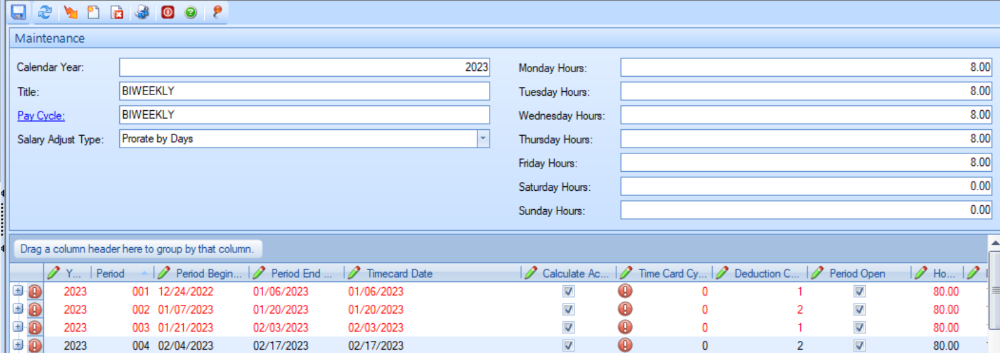 Maintenance
Calendar Year: 2023 Monday Hours: 8.00
Title: BIWEEKLY Tuesday Hours: 8.00
Pay Cycle: BIWEEKLY Wednesday Hours: 8.00
Salary Adjust Type: Prorate by Days Thursday Hours: 8.00
Friday Hours: 8.00
Saturday Hours: 0.00
Sunday Hours: 0.00
Drag a column header here to group by that column.
Y... Period Period Begin... Period End ... Timecard Date Calculate Ac... Time Card Cy... Deduction C... Period Open Ho...
2023 001 12/24/2022 01/06/2023 01/06/2023 0 1 80.00
2023 002 01/07/2023 01/20/2023 01/20/2023 0 2 80.00
2023 003 01/21/2023 02/03/2023 02/03/2023 0 1 80.00
2023 004 02/04/2023 02/17/2023 02/17/2023 0 2 80.00